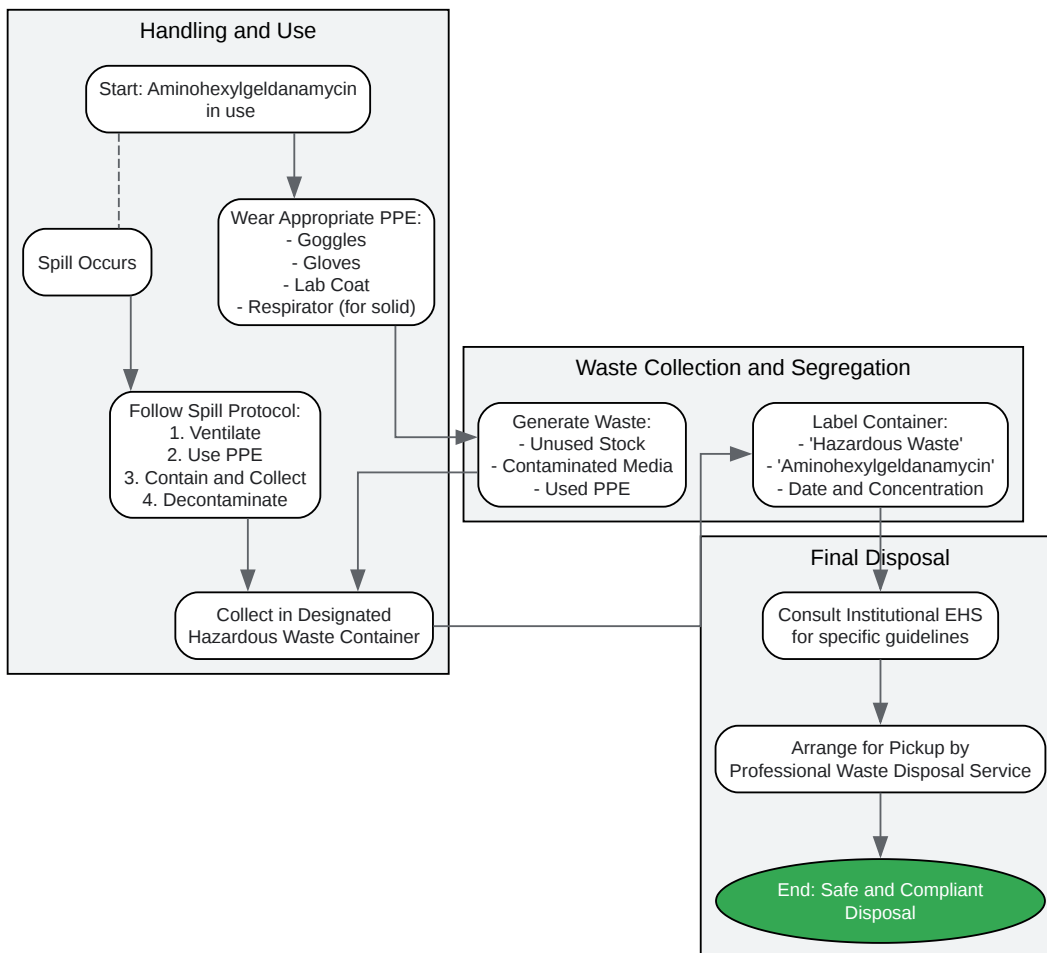 Handling and Use
Start: Aminohexylgeldanamycin
in use
Wear Appropriate PPE:
- Goggles
- Gloves
- Lab Coat
- Respirator (for solid)
Spill Occurs
Follow Spill Protocol:
1. Ventilate
2. Use PPE
3. Contain and Collect
4. Decontaminate
Collect in Designated
Hazardous Waste Container
Waste Collection and Segregation
Generate Waste:
- Unused Stock
- Contaminated Media
- Used PPE
Label Container:
- 'Hazardous Waste'
- 'Aminohexylgeldanamycin'
- Date and Concentration
Final Disposal
Consult Institutional EHS
for specific guidelines
Arrange for Pickup by
Professional Waste Disposal Service
End: Safe and Compliant
Disposal